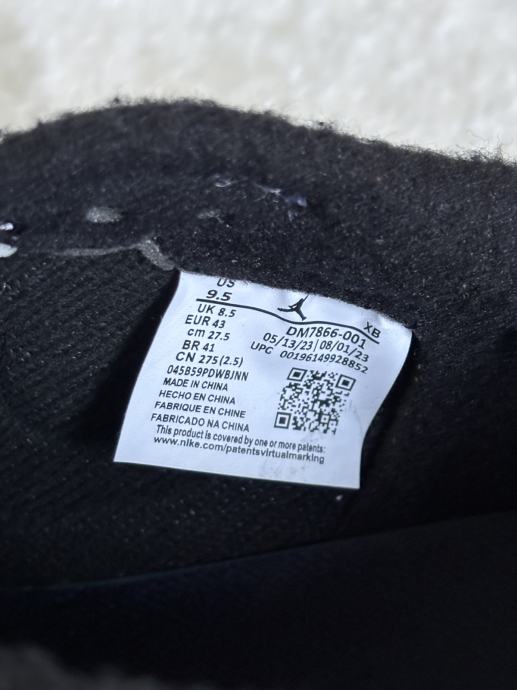 US
9.5
UK 8.5
EUR 43
cm 27.5
BR 41
CN 275(2.5)
045859PDWBJNN
MADE IN CHINA
HECHO EN CHINA
FABRIQUE EN CHINE
FABRICADO NA CHINA
This product is covered by one or more patents:
www.nike.com/patentsvirtualmarking
XB
DM7866-001
05/13/23|08/01/23
UPC 00196149928852